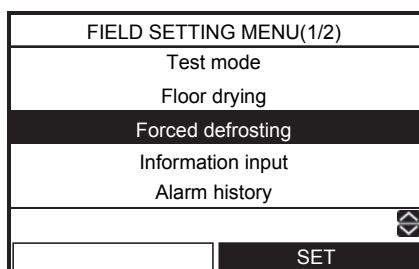 FIELD SETTING MENU(1/2)
Test mode
Floor drying
Forced defrosting
Information input
Alarm history
SET